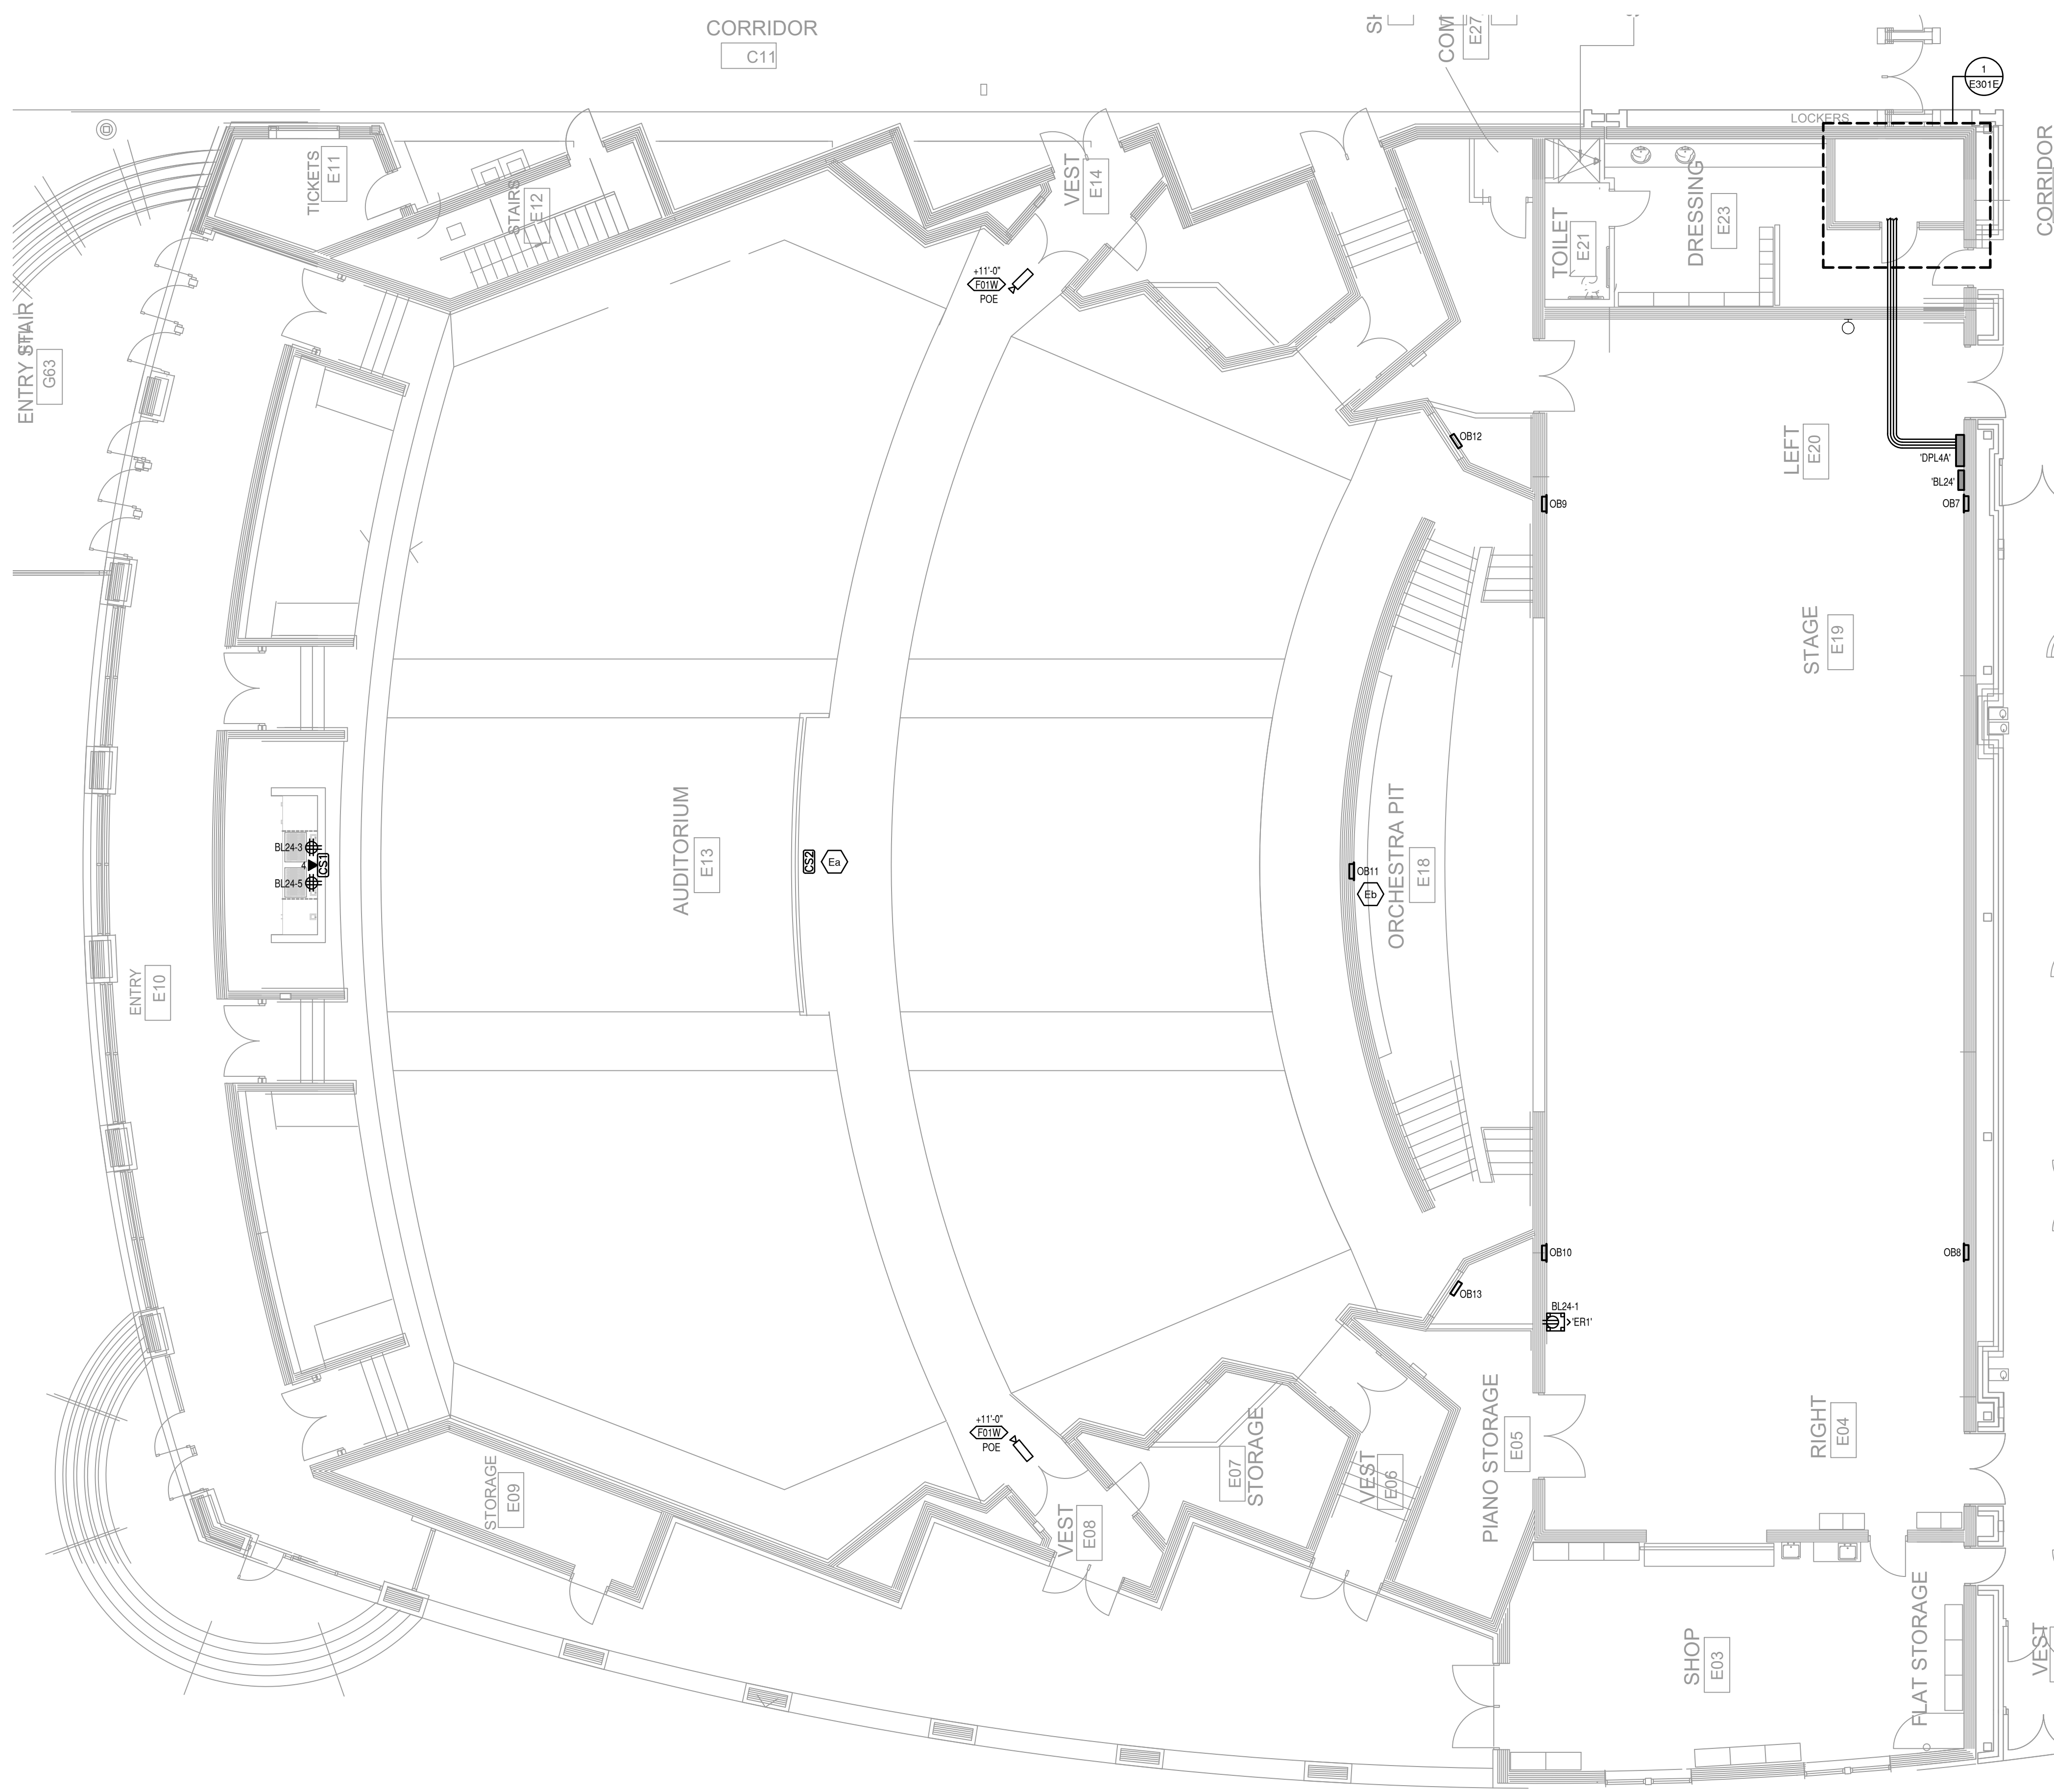 CORRIDOR
C11
COM
E27
1
E301E
LOCKERS
CORRIDOR
TICKETS
E11
STAIRS
E12
VEST
E14
TOILET
E21
DRESSING
E23
ENTRY STAIR
G63
+11'-0"
F01W
POE
OB12
OB9
LEFT
E20
'DPL4A'
'BL24'
OB7
STAGE
E19
BL24-3
4
CS1
BL24-5
AUDITORIUM
E13
CS2
Ea
OB11
Eb
ORCHESTRA PIT
E18
ENTRY
E10
OB10
OB8
OB13
BL24-1
'ER1'
+11'-0"
F01W
POE
STORAGE
E09
VEST
E08
E07
STORAGE
VEST
E06
PIANO STORAGE
E05
RIGHT
E04
SHOP
E03
FLAT STORAGE
VEST